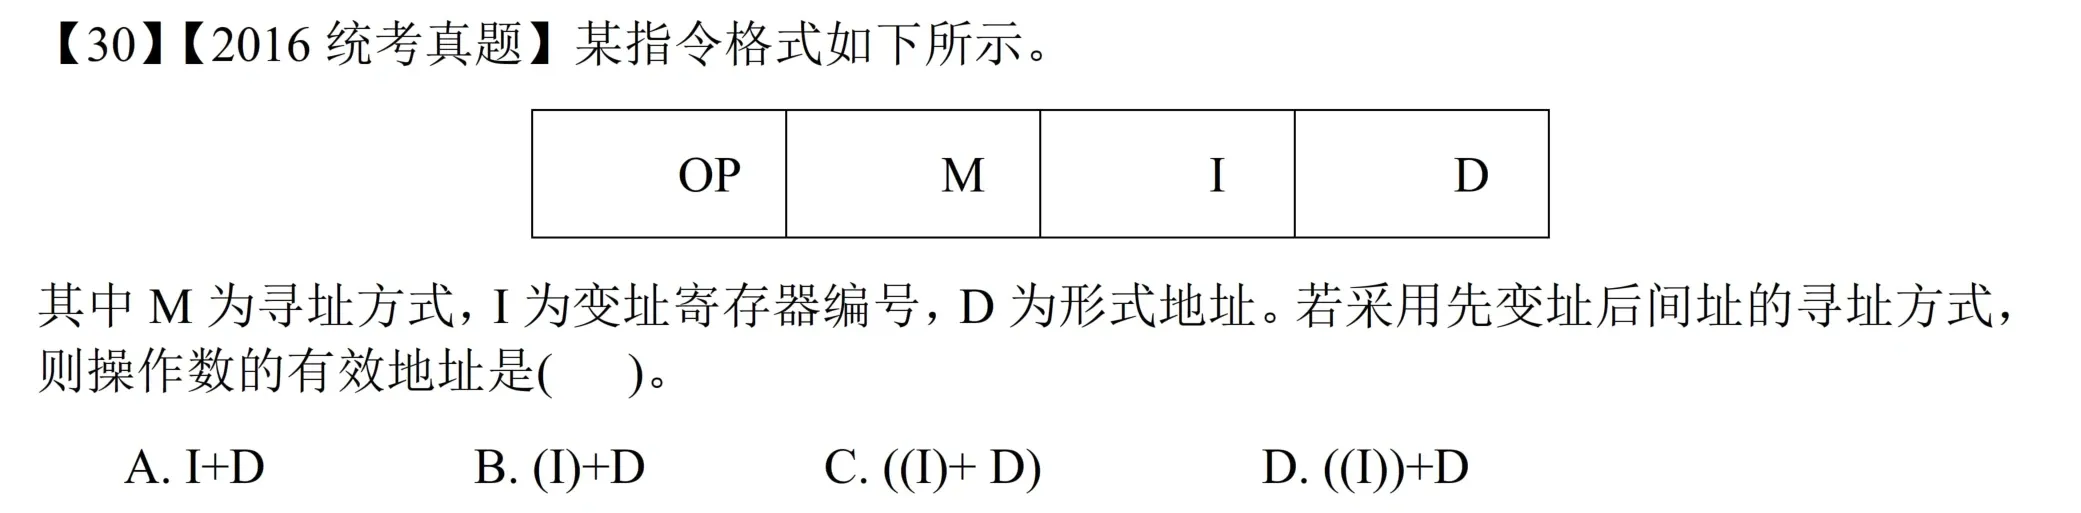 【30】【2016 统考真题】某指令格式如下所示。
OP M I D
其中 M 为寻址方式，I 为变址寄存器编号，D 为形式地址。若采用先变址后间址的寻址方式，
则操作数的有效地址是( )。
A. I+D B. (I)+D C. ((I)+ D) D. ((I))+D